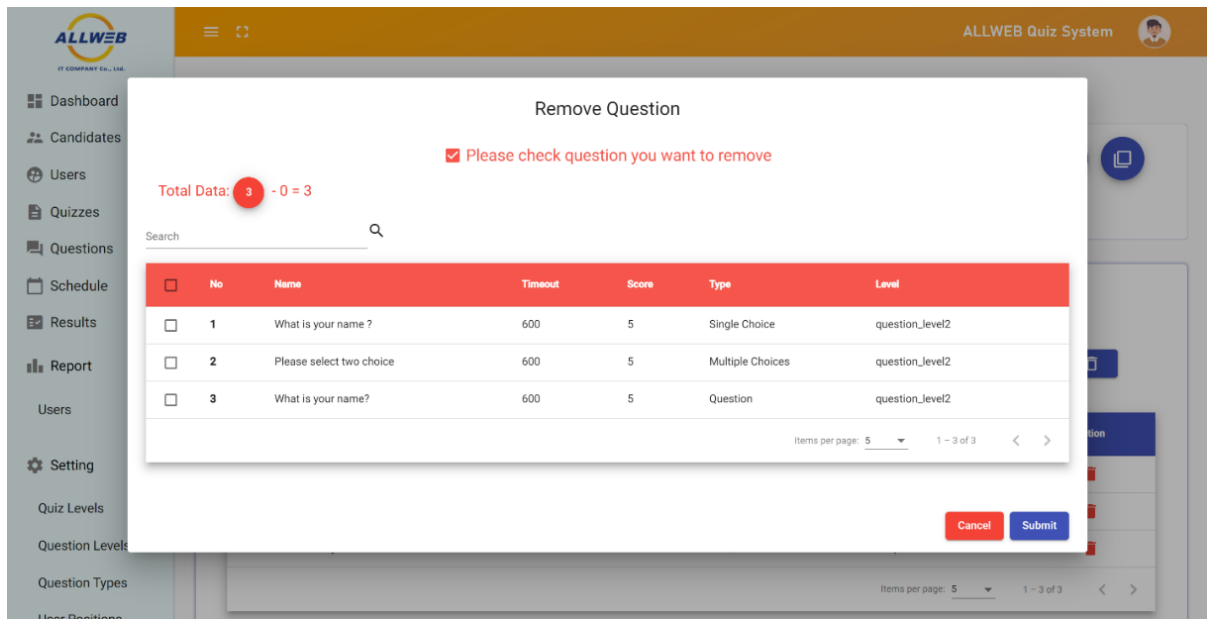 ALLWEB
IT COMPANY Co., Ltd.
ALLWEB Quiz System
Dashboard
Candidates
Users
Quizzes
Questions
Schedule
Results
Report
Users
Setting
Quiz Levels
Question Levels
Question Types
User Positions
Remove Question
Please check question you want to remove
Total Data: 3 - 0 = 3
Search
No Name Timeout Score Type Level
1 What is your name ? 600 5 Single Choice question_level2
2 Please select two choice 600 5 Multiple Choices question_level2
3 What is your name? 600 5 Question question_level2
Items per page: 5 1 – 3 of 3
Cancel Submit
tion
Items per page: 5 1 – 3 of 3